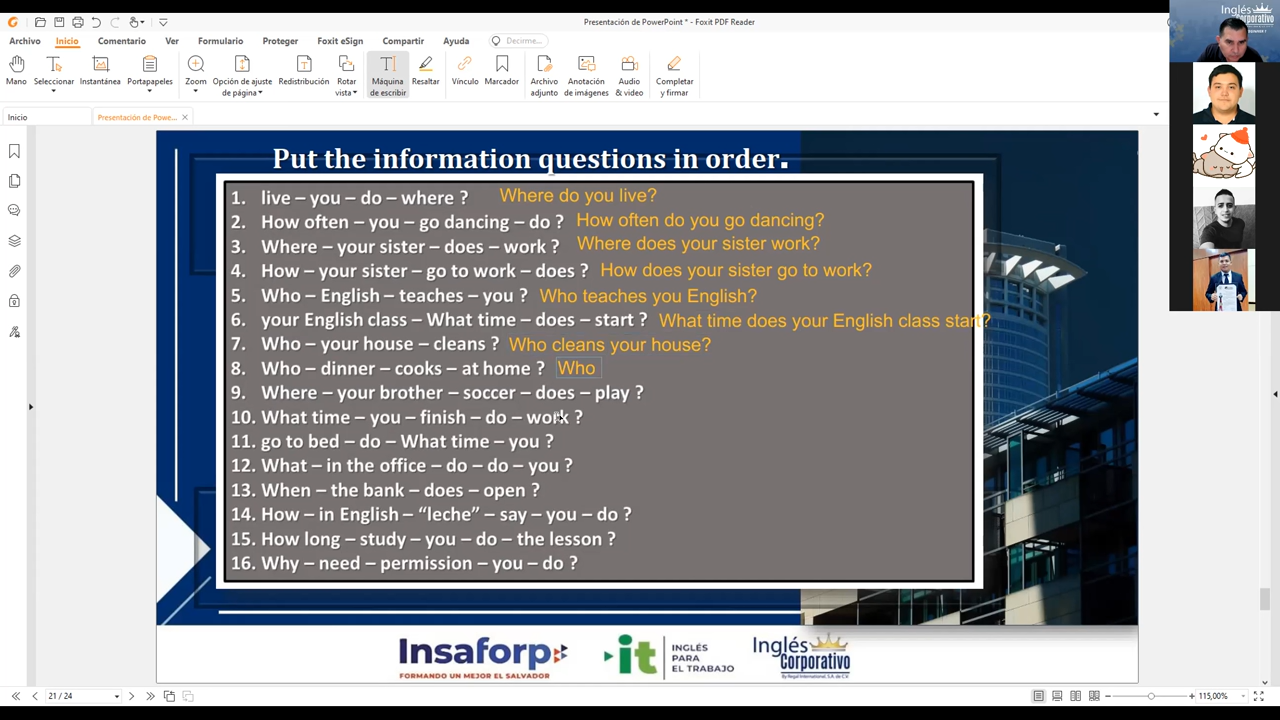 Presentación de PowerPoint * - Foxit PDF Reader
Archivo Inicio Comentario Ver Formulario Proteger Foxit eSign Compartir Ayuda Decirme...
Mano Seleccionar Instantánea Portapapeles Zoom Opción de ajuste de página Redistribución Rotar vista Máquina de escribir Resaltar Vínculo Marcador Archivo adjunto Anotación de imágenes Audio & video Completar y firmar
Inicio Presentación de Powe...
Put the information questions in order.
1. live – you – do – where ? Where do you live?
2. How often – you – go dancing – do ? How often do you go dancing?
3. Where – your sister – does – work ? Where does your sister work?
4. How – your sister – go to work – does ? How does your sister go to work?
5. Who – English – teaches – you ? Who teaches you English?
6. your English class – What time – does – start ? What time does your English class start?
7. Who – your house – cleans ? Who cleans your house?
8. Who – dinner – cooks – at home ? Who
9. Where – your brother – soccer – does – play ?
10. What time – you – finish – do – work ?
11. go to bed – do – What time – you ?
12. What – in the office – do – do – you ?
13. When – the bank – does – open ?
14. How – in English – “leche” – say – you – do ?
15. How long – study – you – do – the lesson ?
16. Why – need – permission – you – do ?
Insaforp
FORMANDO UN MEJOR EL SALVADOR
it INGLÉS PARA EL TRABAJO
Inglés Corporativo
By Regal International, S.A. de C.V.
21 / 24
115,00%
Inglés
Corporativo